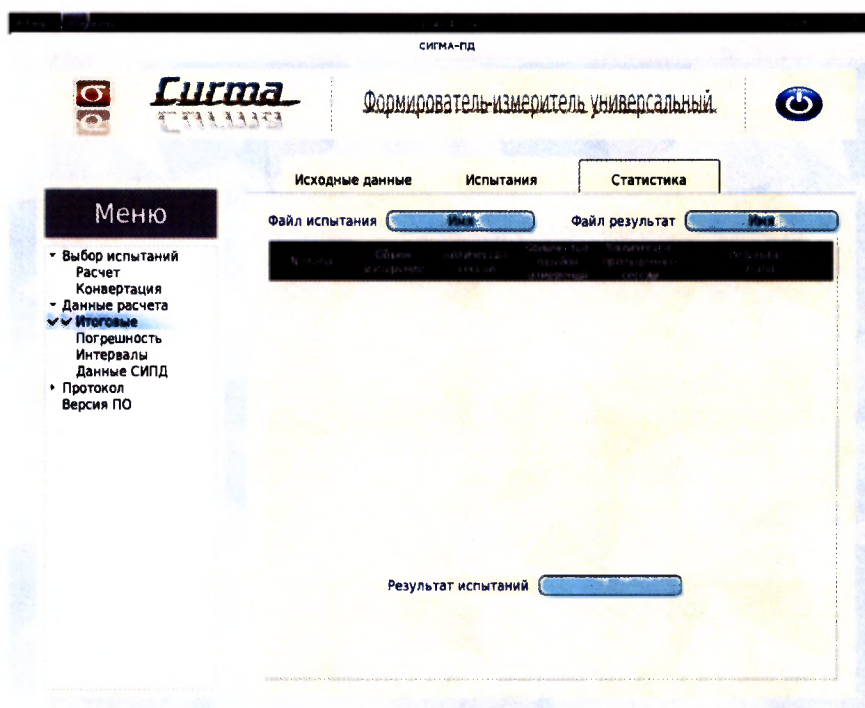 СИГМА-ПД
σ
Сигма
Формирователь-измеритель универсальный
Исходные данные Испытания Статистика
Меню
Файл испытания Имя Файл результат Имя
Выбор испытаний
Расчет
Конвертация
Данные расчета
Итоговые
Погрешность
Интервалы
Данные СИПД
Протокол
Версия ПО
Результат испытаний